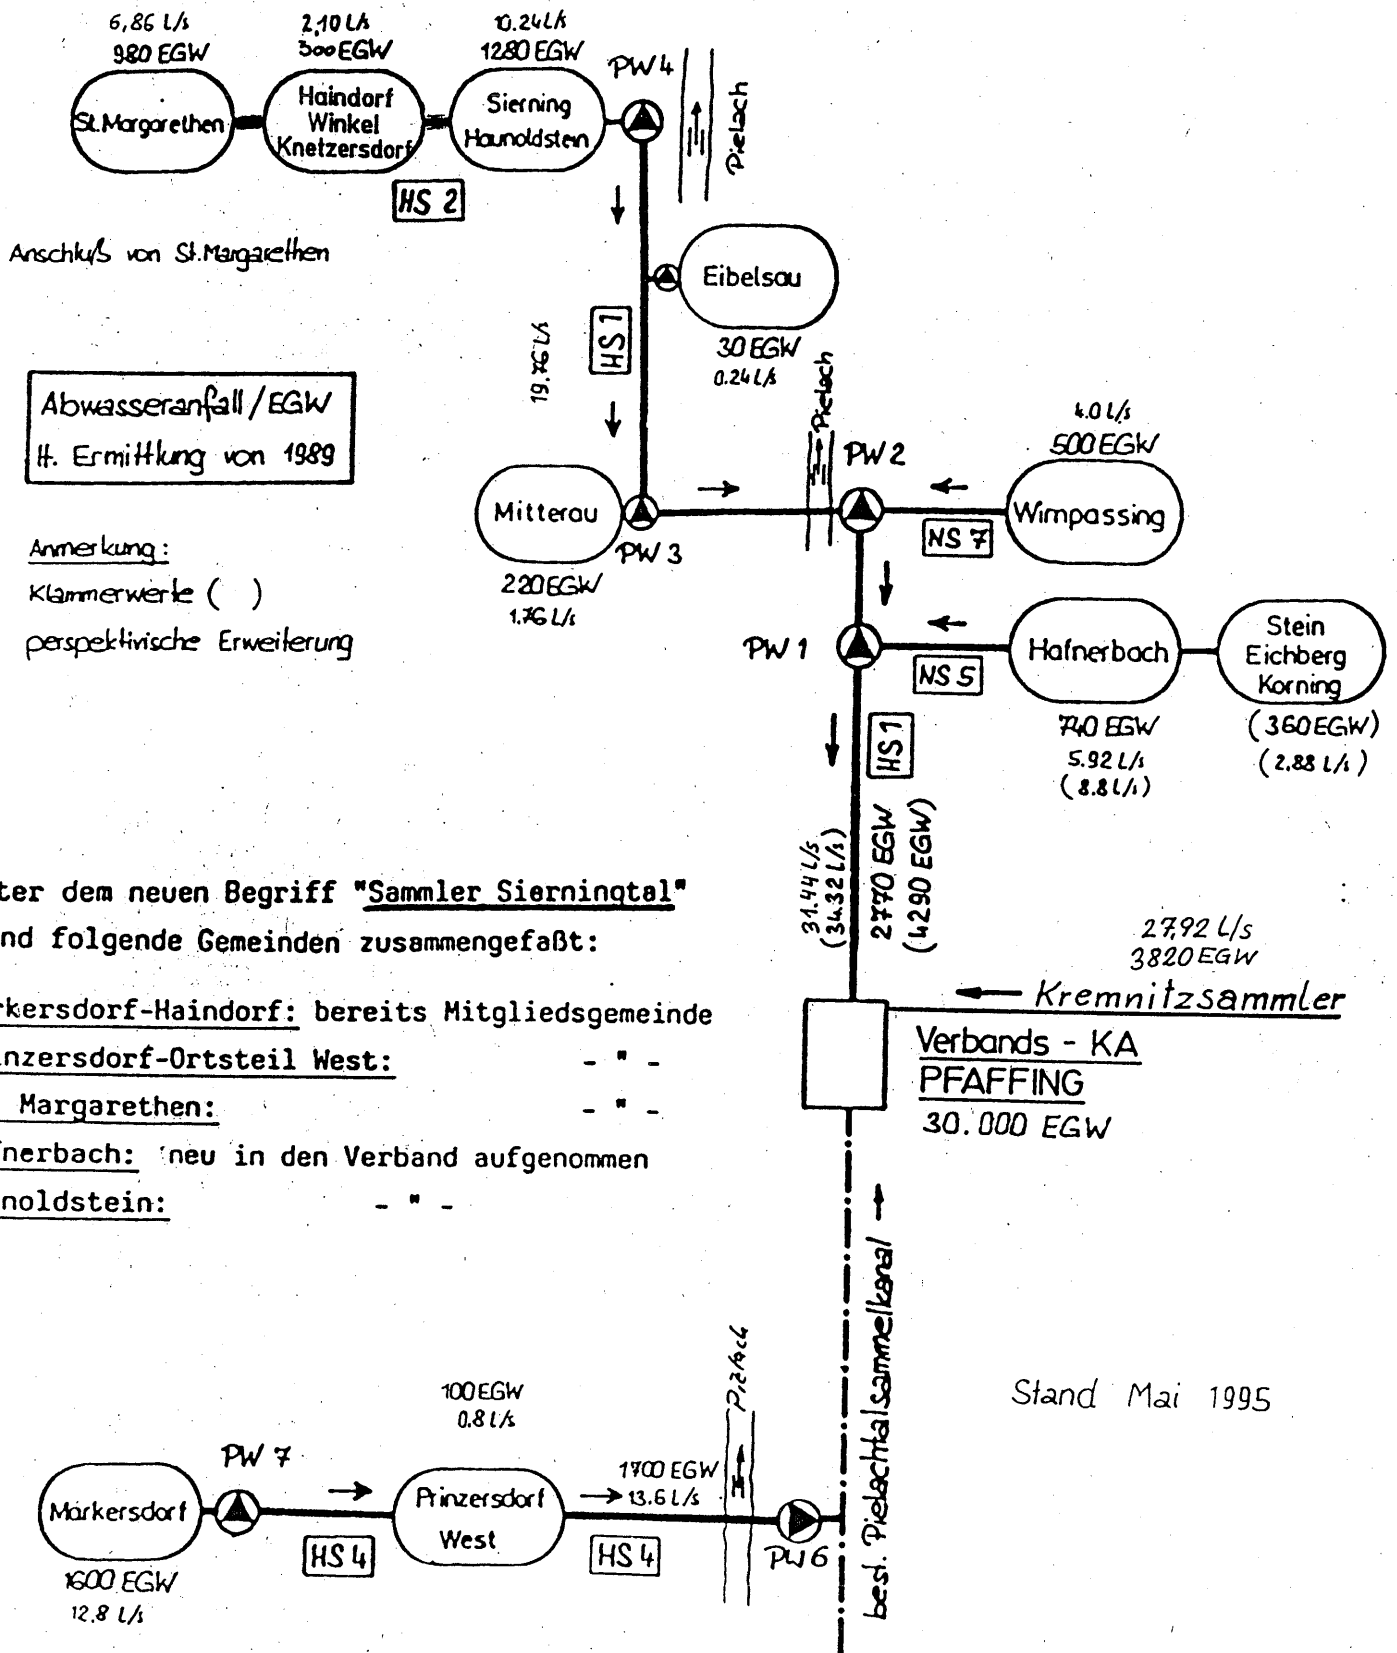 6,86 L/s
980 EGW
St.Margarethen
2,10 L/s
300 EGW
Haindorf
Winkel
Knetzersdorf
10.24 L/s
1280 EGW
Sierning
Haunoldstein
PW4
Pielach
HS 2
Anschluß von St.Margarethen
Eibelsau
30 EGW
0.24 L/s
HS 1
19,76 L/s
Abwasseranfall/EGW
lt. Ermittlung von 1989
Anmerkung:
Klammerwerte ( )
perspektivische Erweiterung
Mitterau
220 EGW
1.76 L/s
PW 3
Pielach
PW 2
4.0 L/s
500 EGW
Wimpassing
NS 7
PW 1
Hafnerbach
740 EGW
5.92 L/s
(8.8 L/s)
NS 5
Stein
Eichberg
Korning
(360 EGW)
(2.88 L/s)
HS 1
31.44 L/s
(34.32 L/s)
2770 EGW
(4290 EGW)
ter dem neuen Begriff "Sammler Sierningtal"
nd folgende Gemeinden zusammengefaßt:
rkersdorf-Haindorf: bereits Mitgliedsgemeinde
inzersdorf-Ortsteil West: - " -
Margarethen: - " -
fnerbach: neu in den Verband aufgenommen
noldstein: - " -
27,92 L/s
3820 EGW
Kremnitzsammler
Verbands - KA
PFAFFING
30.000 EGW
best. Pielachtalsammelkanal
Stand Mai 1995
Markersdorf
1600 EGW
12.8 L/s
PW 7
HS 4
100 EGW
0.8 L/s
Prinzersdorf
West
1700 EGW
13.6 L/s
HS 4
Pielach
PW 6